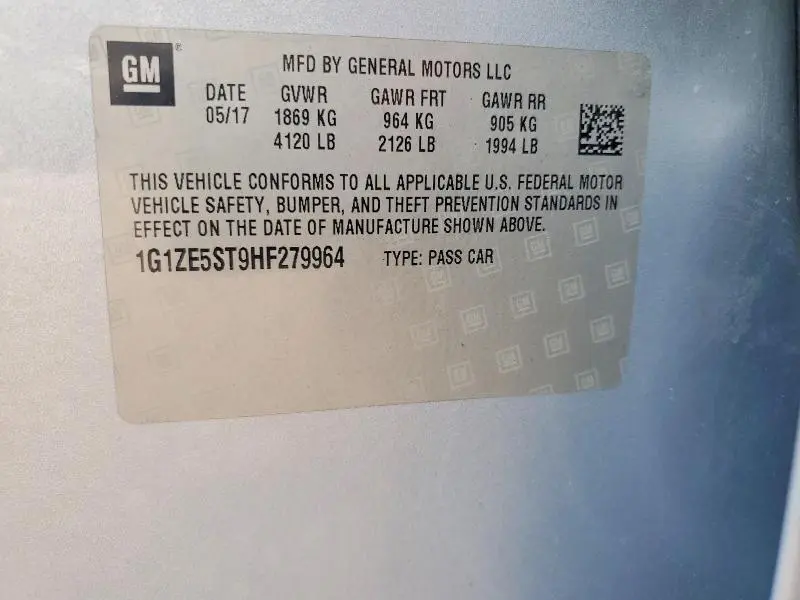 GM
MFD BY GENERAL MOTORS LLC
DATE GVWR GAWR FRT GAWR RR
05/17 1869 KG 964 KG 905 KG
4120 LB 2126 LB 1994 LB
THIS VEHICLE CONFORMS TO ALL APPLICABLE U.S. FEDERAL MOTOR
VEHICLE SAFETY, BUMPER, AND THEFT PREVENTION STANDARDS IN
EFFECT ON THE DATE OF MANUFACTURE SHOWN ABOVE.
1G1ZE5ST9HF279964 TYPE: PASS CAR